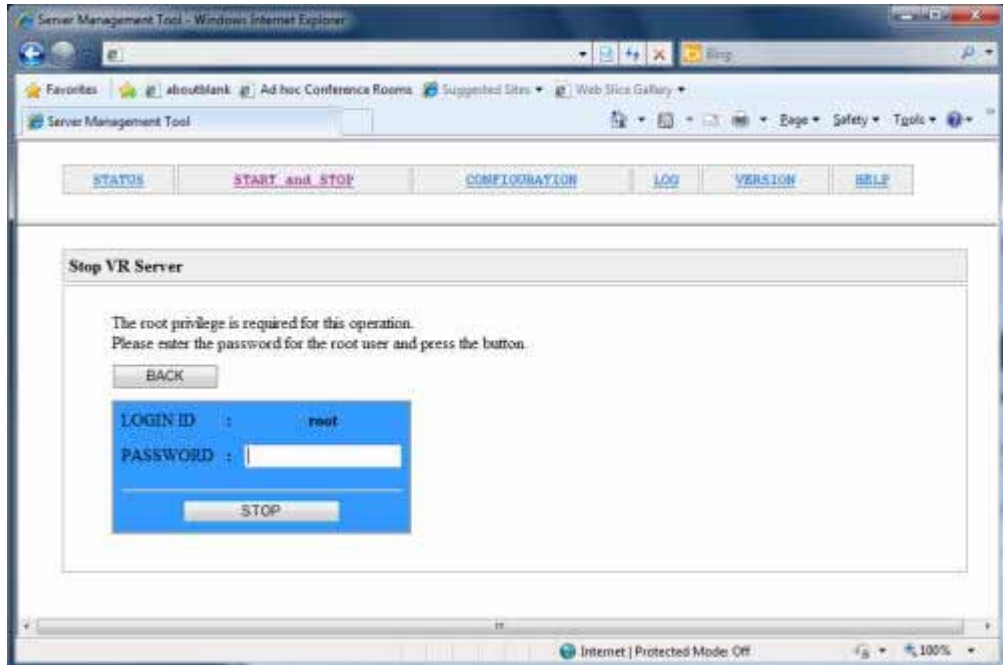 Server Management Tool - Windows Internet Explorer
Bing
Favorites aboutblank Ad hoc Conference Rooms Suggested Sites Web Slice Gallery
Server Management Tool Page Safety Tools
STATUS START and STOP CONFIGURATION LOG VERSION HELP
Stop VR Server
The root privilege is required for this operation.
Please enter the password for the root user and press the button.
BACK
LOGIN ID : root
PASSWORD :
STOP
Internet | Protected Mode: Off 100%